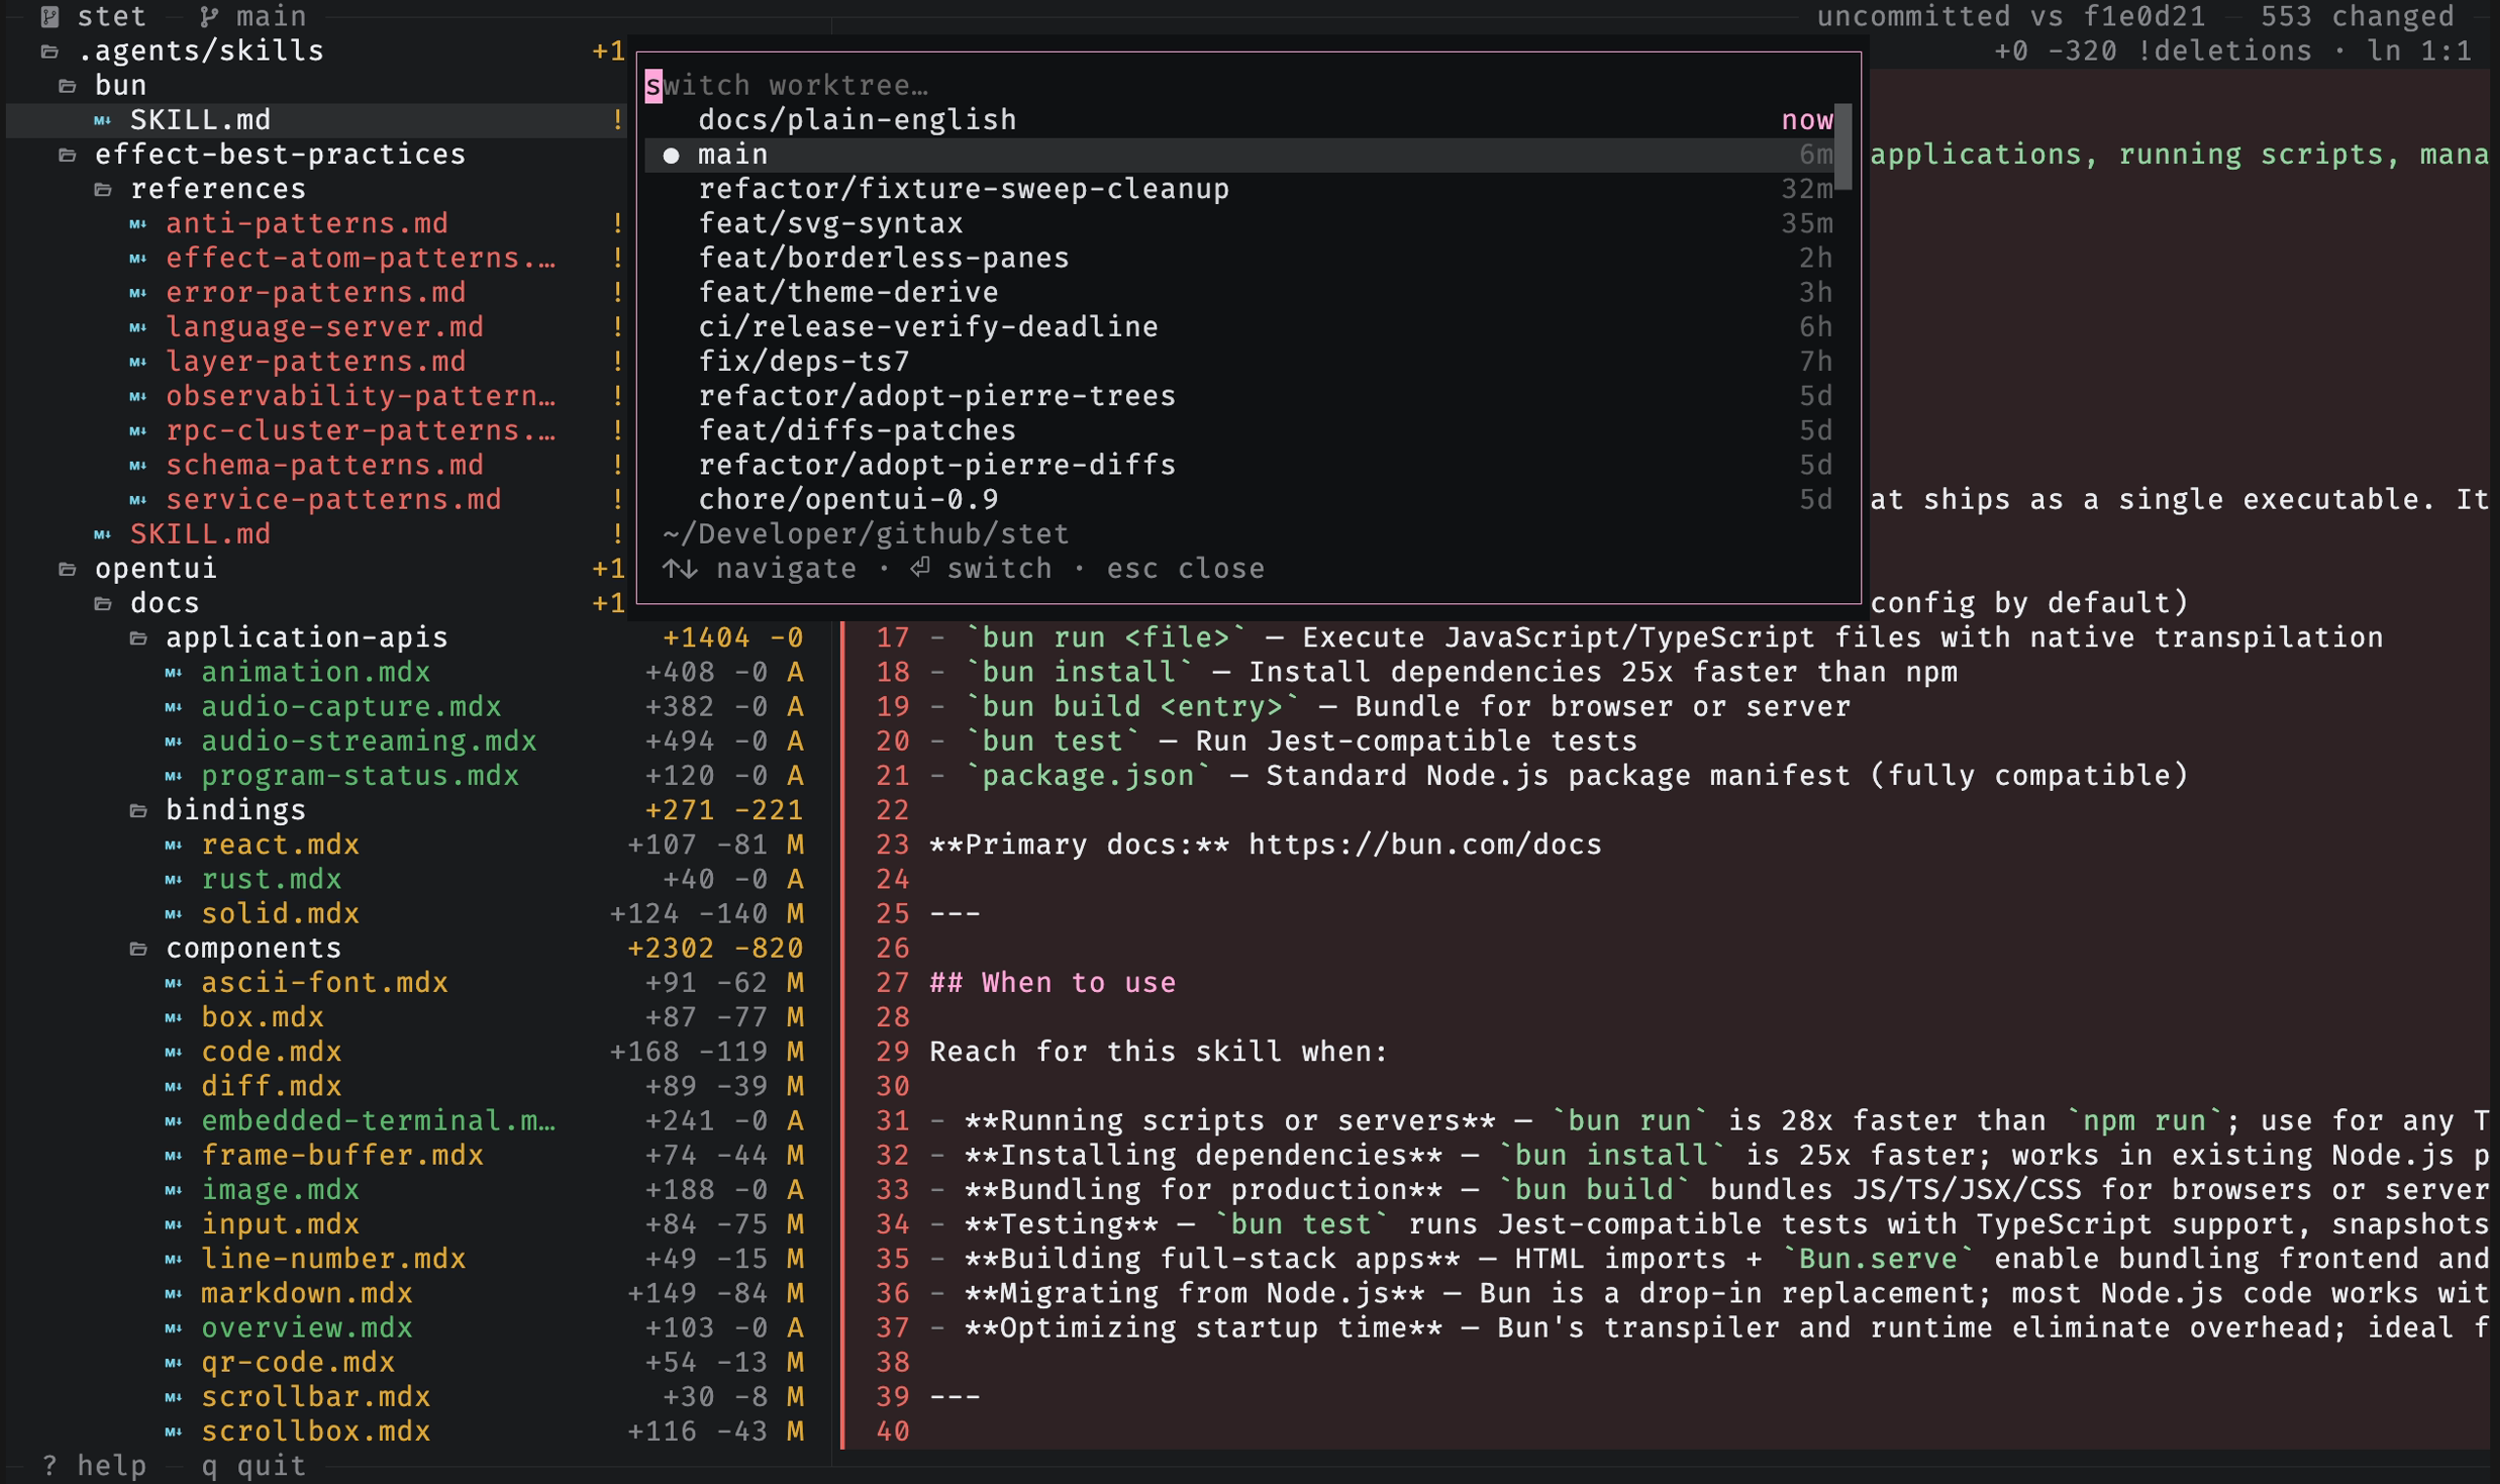 stet main uncommitted vs f1e0d21 553 changed
.agents/skills +1 +0 -320 !deletions · ln 1:1
bun switch worktree…
SKILL.md ! docs/plain-english now
effect-best-practices ● main 6m applications, running scripts, mana
references refactor/fixture-sweep-cleanup 32m
anti-patterns.md ! feat/svg-syntax 35m
effect-atom-patterns.… ! feat/borderless-panes 2h
error-patterns.md ! feat/theme-derive 3h
language-server.md ! ci/release-verify-deadline 6h
layer-patterns.md ! fix/deps-ts7 7h
observability-pattern… ! refactor/adopt-pierre-trees 5d
rpc-cluster-patterns.… ! feat/diffs-patches 5d
schema-patterns.md ! refactor/adopt-pierre-diffs 5d
service-patterns.md ! chore/opentui-0.9 5d at ships as a single executable. It
SKILL.md ! ~/Developer/github/stet
opentui +1 ↑↓ navigate · ⏎ switch · esc close
docs +1 config by default)
application-apis +1404 -0 17 - `bun run <file>` — Execute JavaScript/TypeScript files with native transpilation
animation.mdx +408 -0 A 18 - `bun install` — Install dependencies 25x faster than npm
audio-capture.mdx +382 -0 A 19 - `bun build <entry>` — Bundle for browser or server
audio-streaming.mdx +494 -0 A 20 - `bun test` — Run Jest-compatible tests
program-status.mdx +120 -0 A 21 - `package.json` — Standard Node.js package manifest (fully compatible)
bindings +271 -221 22
react.mdx +107 -81 M 23 **Primary docs:** https://bun.com/docs
rust.mdx +40 -0 A 24
solid.mdx +124 -140 M 25 ---
components +2302 -820 26
ascii-font.mdx +91 -62 M 27 ## When to use
box.mdx +87 -77 M 28
code.mdx +168 -119 M 29 Reach for this skill when:
diff.mdx +89 -39 M 30
embedded-terminal.m… +241 -0 A 31 - **Running scripts or servers** — `bun run` is 28x faster than `npm run`; use for any T
frame-buffer.mdx +74 -44 M 32 - **Installing dependencies** — `bun install` is 25x faster; works in existing Node.js p
image.mdx +188 -0 A 33 - **Bundling for production** — `bun build` bundles JS/TS/JSX/CSS for browsers or server
input.mdx +84 -75 M 34 - **Testing** — `bun test` runs Jest-compatible tests with TypeScript support, snapshots
line-number.mdx +49 -15 M 35 - **Building full-stack apps** — HTML imports + `Bun.serve` enable bundling frontend and
markdown.mdx +149 -84 M 36 - **Migrating from Node.js** — Bun is a drop-in replacement; most Node.js code works wit
overview.mdx +103 -0 A 37 - **Optimizing startup time** — Bun's transpiler and runtime eliminate overhead; ideal f
qr-code.mdx +54 -13 M 38
scrollbar.mdx +30 -8 M 39 ---
scrollbox.mdx +116 -43 M 40
? help q quit